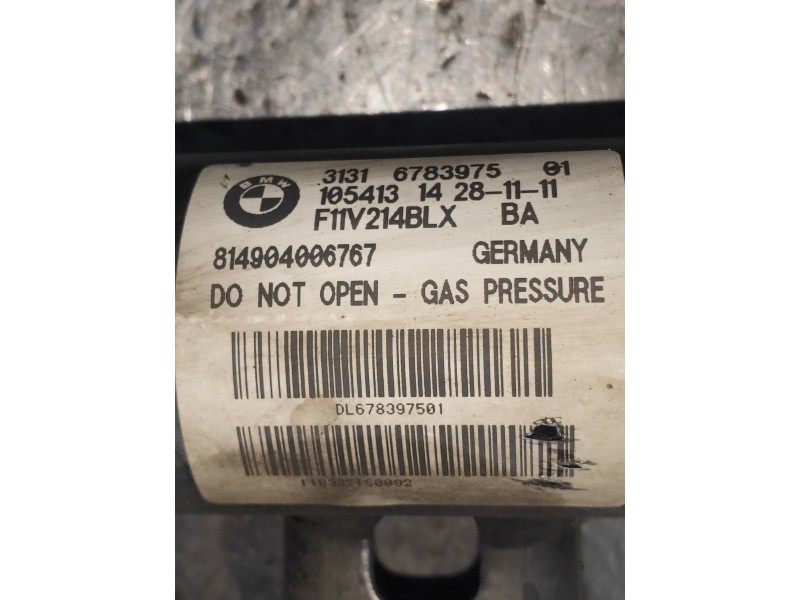 BMW
3131 6783975 01
105413 14 28-11-11
F11V214BLX BA
814904006767 GERMANY
DO NOT OPEN - GAS PRESSURE
DL678397501